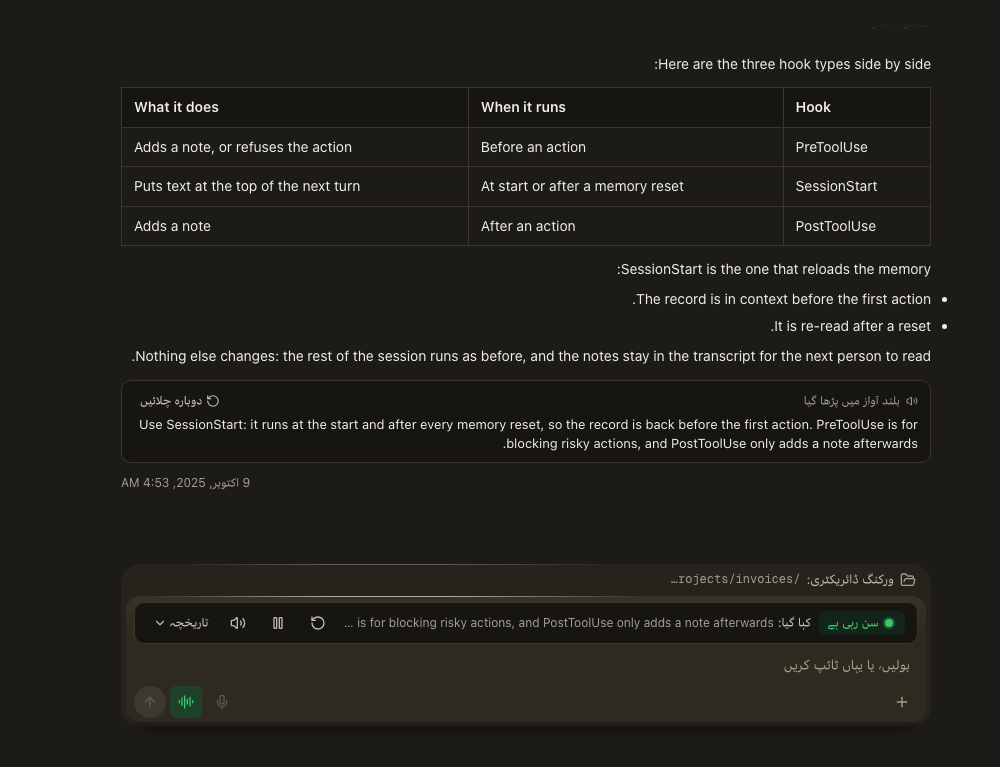 Here are the three hook types side by side:
Hook When it runs What it does
PreToolUse Before an action Adds a note, or refuses the action
SessionStart At start or after a memory reset Puts text at the top of the next turn
PostToolUse After an action Adds a note
SessionStart is the one that reloads the memory:
• The record is in context before the first action.
• It is re-read after a reset.
Nothing else changes: the rest of the session runs as before, and the notes stay in the transcript for the next person to read.
بلند آواز میں پڑھا گیا دوبارہ چلائیں
Use SessionStart: it runs at the start and after every memory reset, so the record is back before the first action. PreToolUse is for
blocking risky actions, and PostToolUse only adds a note afterwards.
9 اکتوبر, 2025, 4:53 AM
ورکنگ ڈائریکٹری: /rojects/invoices…
سن رہی ہے کہا گیا: … is for blocking risky actions, and PostToolUse only adds a note afterwards تاریخچہ
بولیں، یا یہاں ٹائپ کریں